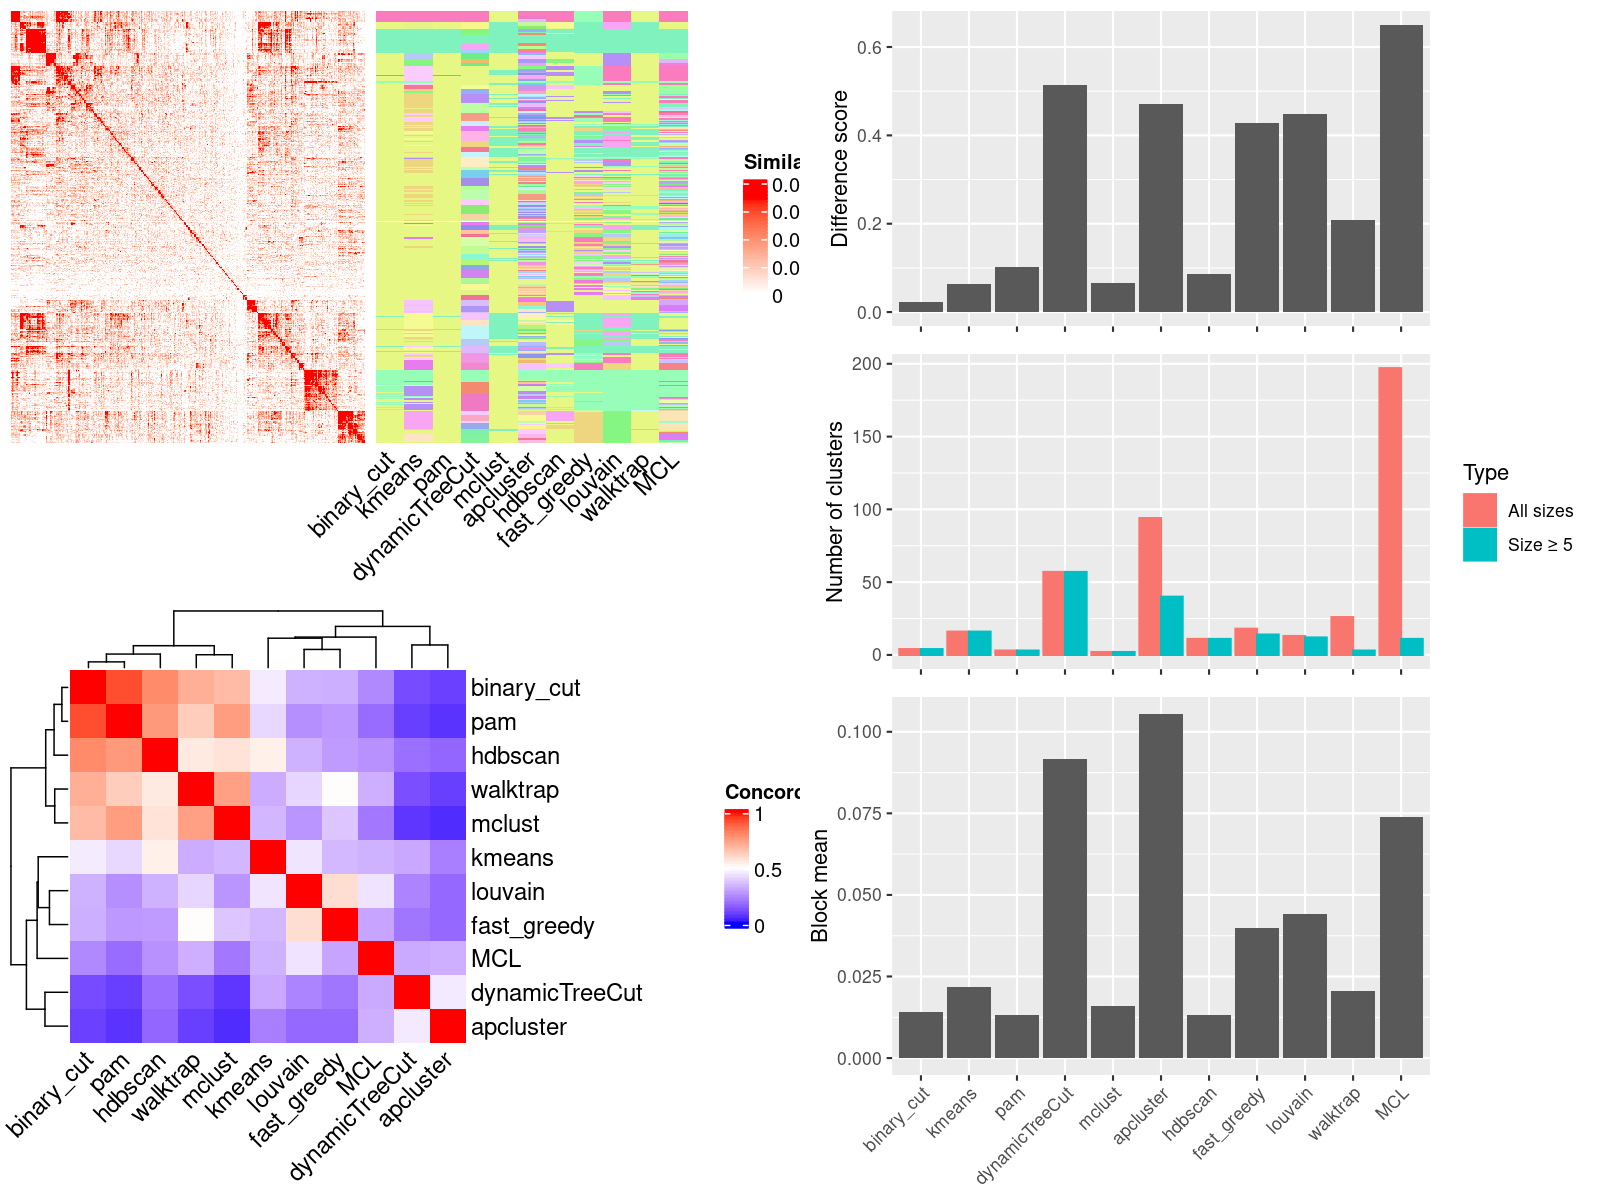 Simila
0.0
0.0
0.0
0.0
0
binary_cut
kmeans
pam
dynamicTreeCut
mclust
apcluster
hdbscan
fast_greedy
louvain
walktrap
MCL
binary_cut
pam
hdbscan
walktrap
mclust
kmeans
louvain
fast_greedy
MCL
dynamicTreeCut
apcluster
binary_cut
pam
hdbscan
walktrap
mclust
kmeans
louvain
fast_greedy
MCL
dynamicTreeCut
apcluster
Concord
1
0.5
0
Difference score
0.6
0.4
0.2
0.0
Number of clusters
200
150
100
50
0
Type
All sizes
Size ≥ 5
Block mean
0.100
0.075
0.050
0.025
0.000
binary_cut
kmeans
pam
dynamicTreeCut
mclust
apcluster
hdbscan
fast_greedy
louvain
walktrap
MCL